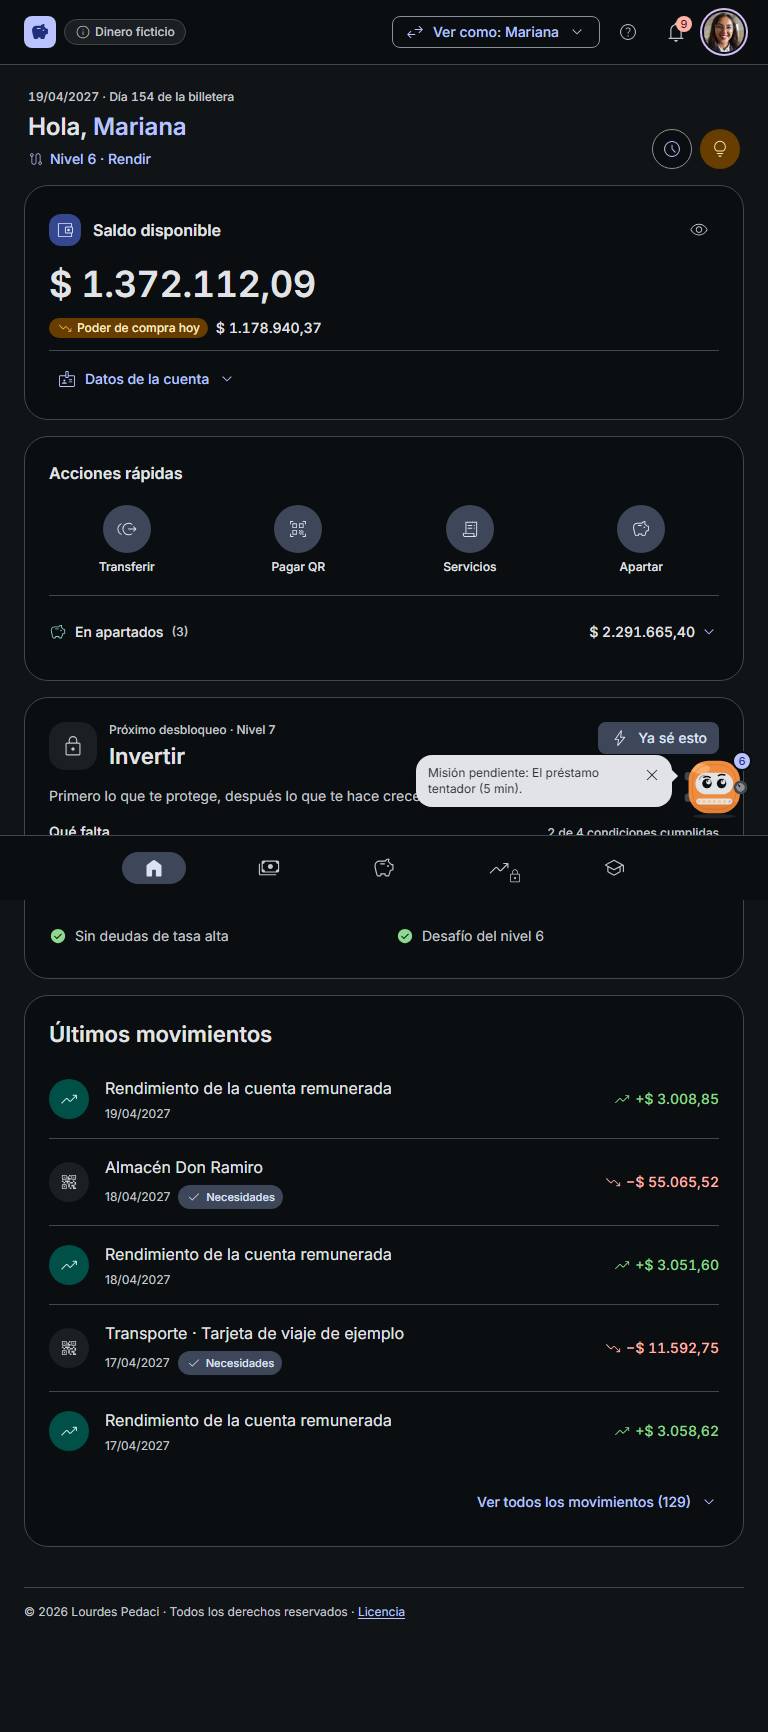 Dinero ficticio
Ver como: Mariana
9
19/04/2027 · Día 154 de la billetera
Hola, Mariana
Nivel 6 · Rendir
Saldo disponible
$ 1.372.112,09
Poder de compra hoy $ 1.178.940,37
Datos de la cuenta
Acciones rápidas
Transferir
Pagar QR
Servicios
Apartar
En apartados (3) $ 2.291.665,40
Próximo desbloqueo · Nivel 7
Invertir
Ya sé esto
Misión pendiente: El préstamo
tentador (5 min).
6
Primero lo que te protege, después lo que te hace crece
Qué falta
2 de 4 condiciones cumplidas
Sin deudas de tasa alta
Desafío del nivel 6
Últimos movimientos
Rendimiento de la cuenta remunerada
19/04/2027
+$ 3.008,85
Almacén Don Ramiro
18/04/2027 Necesidades
−$ 55.065,52
Rendimiento de la cuenta remunerada
18/04/2027
+$ 3.051,60
Transporte · Tarjeta de viaje de ejemplo
17/04/2027 Necesidades
−$ 11.592,75
Rendimiento de la cuenta remunerada
17/04/2027
+$ 3.058,62
Ver todos los movimientos (129)
© 2026 Lourdes Pedaci · Todos los derechos reservados · Licencia